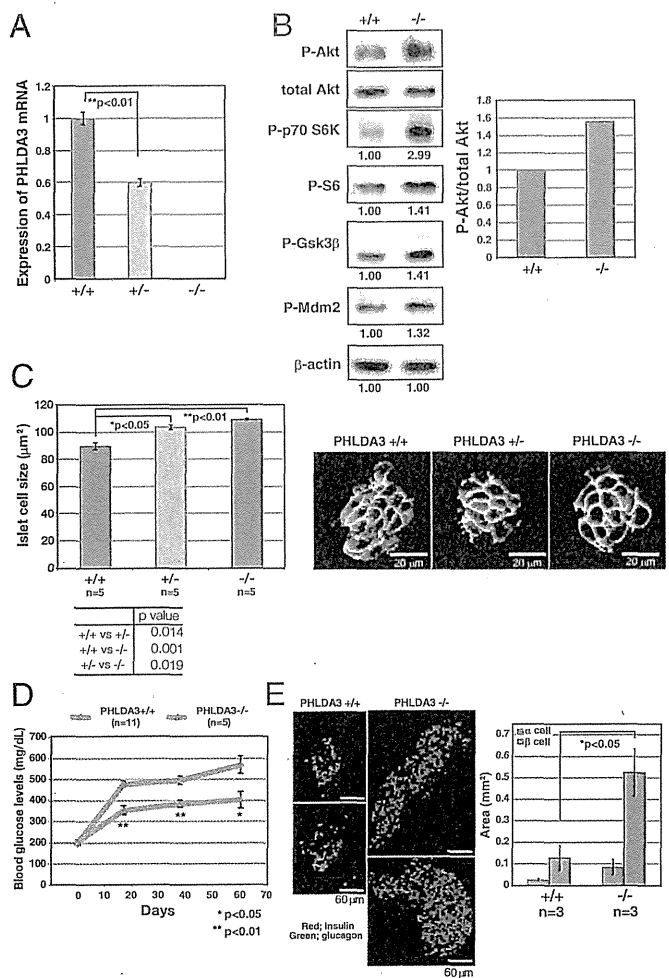 A
Expression of PHLDA3 mRNA
1.2
1
0.8
0.6
0.4
0.2
0
**p<0.01
+/+ +/- -/-
B
+/+ -/-
P-Akt
total Akt
P-p70 S6K
1.00 2.99
P-S6
1.00 1.41
P-Gsk3β
1.00 1.41
P-Mdm2
1.00 1.32
β-actin
1.00 1.00
P-Akt/total Akt
1.8
1.6
1.4
1.2
1.0
0.8
0.6
0.4
0.2
0
+/+ -/-
C
Islet cell size (μm²)
120
100
80
60
40
20
0
*p<0.05
**p<0.01
+/+ +/- -/-
n=5 n=5 n=5
p value
+/+ vs +/- 0.014
+/+ vs -/- 0.001
+/- vs -/- 0.019
PHLDA3 +/+ PHLDA3 +/- PHLDA3 -/-
20 μm 20 μm 20 μm
D
PHLDA3+/+ PHLDA3-/-
(n=11) (n=5)
Blood glucose levels (mg/dL)
900
800
700
600
500
400
300
200
100
0
** ** *
0 10 20 30 40 50 60 70
Days
* p<0.05
** p<0.01
E
PHLDA3 +/+ PHLDA3 -/-
60 μm
Red; Insulin
Green; glucagon
60 μm
α cell
β cell
*p<0.05
Area (mm²)
0.7
0.6
0.5
0.4
0.3
0.2
0.1
0
+/+ -/-
n=3 n=3